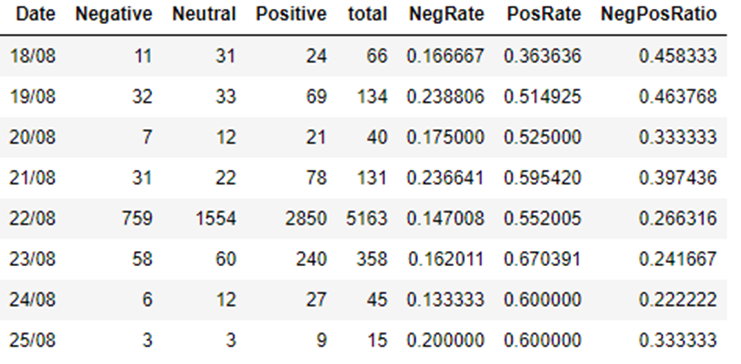 Date Negative Neutral Positive total NegRate PosRate NegPosRatio
18/08 11 31 24 66 0.166667 0.363636 0.458333
19/08 32 33 69 134 0.238806 0.514925 0.463768
20/08 7 12 21 40 0.175000 0.525000 0.333333
21/08 31 22 78 131 0.236641 0.595420 0.397436
22/08 759 1554 2850 5163 0.147008 0.552005 0.266316
23/08 58 60 240 358 0.162011 0.670391 0.241667
24/08 6 12 27 45 0.133333 0.600000 0.222222
25/08 3 3 9 15 0.200000 0.600000 0.333333